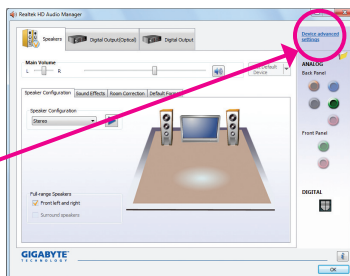 Realtek HD Audio Manager
Speakers
Digital Output(Optical)
Digital Output
Device advanced
settings
Main Volume
L
R
Default
Device
ANALOG
Back Panel
Speaker Configuration
Sound Effects
Room Correction
Default Format
Speaker Configuration
Stereo
Front Panel
Full-range Speakers
Front left and right
Surround speakers
DIGITAL
GIGABYTE
TECHNOLOGY
i
OK